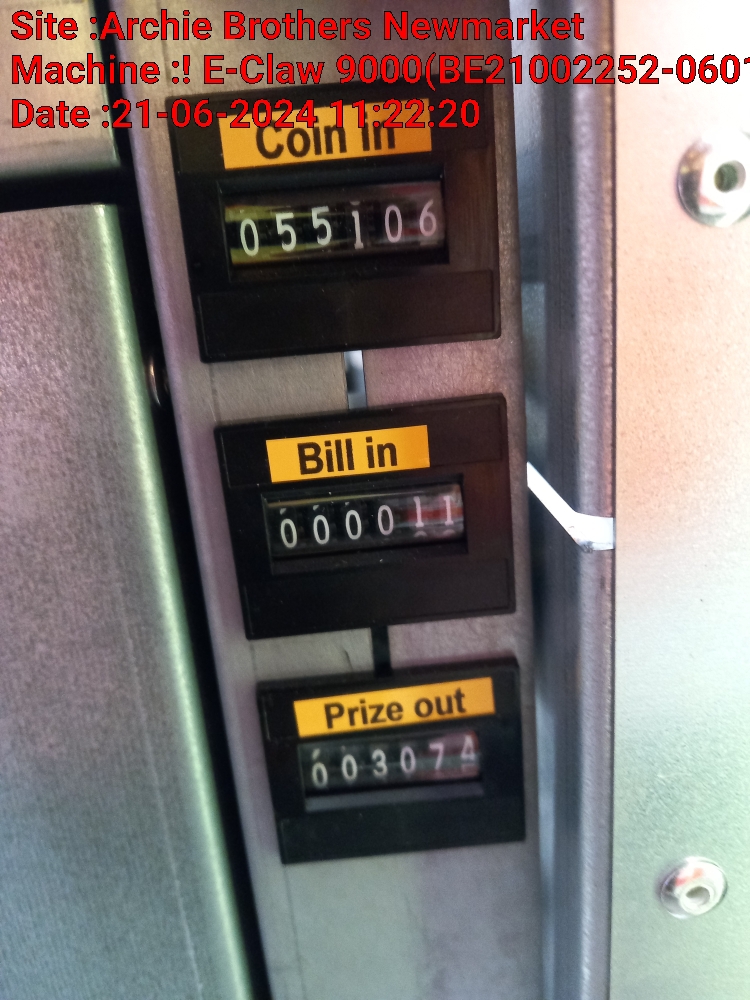 Site :Archie Brothers Newmarket
Machine :! E-Claw 9000(BE21002252-0601
Date :21-06-2024 11:22:20
Coin in
055106
Bill in
000011
Prize out
003074